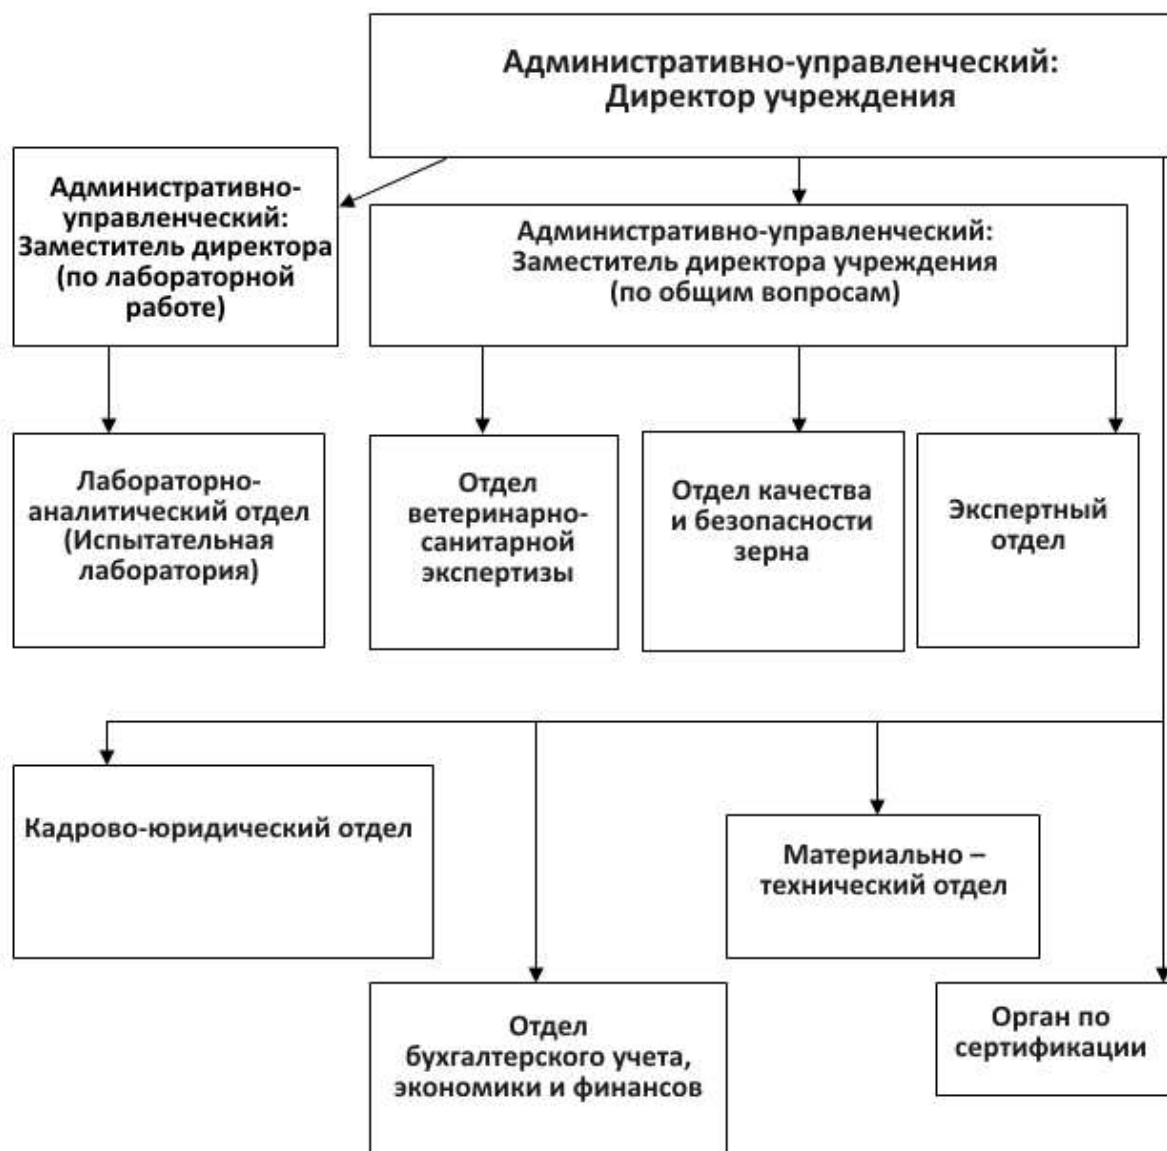 Административно-управленческий:
Директор учреждения
Административно-
управленческий:
Заместитель директора
(по лабораторной
работе)
Административно-управленческий:
Заместитель директора учреждения
(по общим вопросам)
Лабораторно-
аналитический отдел
(Испытательная
лаборатория)
Отдел
ветеринарно-
санитарной
экспертизы
Отдел качества
и безопасности
зерна
Экспертный
отдел
Кадрово-юридический отдел
Материально –
технический отдел
Отдел
бухгалтерского учета,
экономики и финансов
Орган по
сертификации